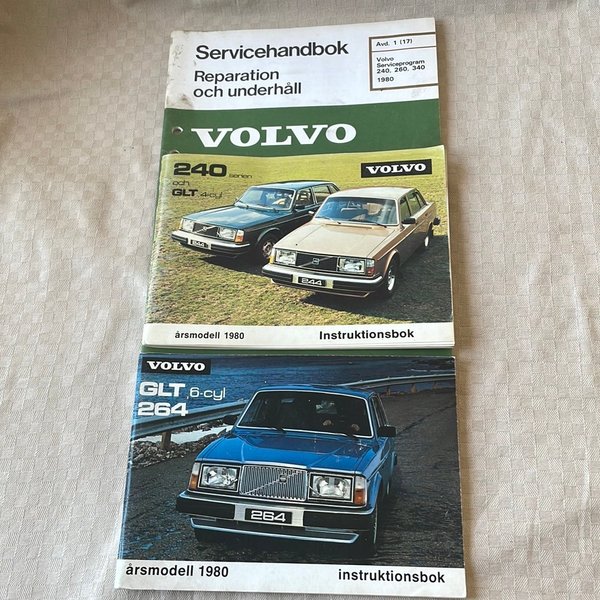 Servicehandbok
Reparation
och underhåll
Avd. 1 (17)
Volvo
Serviceprogram
240, 260, 340
1980
VOLVO
240 serien
och
GLT, 4-cyl
VOLVO
244
244
årsmodell 1980
Instruktionsbok
VOLVO
GLT, 6-cyl
264
264
årsmodell 1980
instruktionsbok